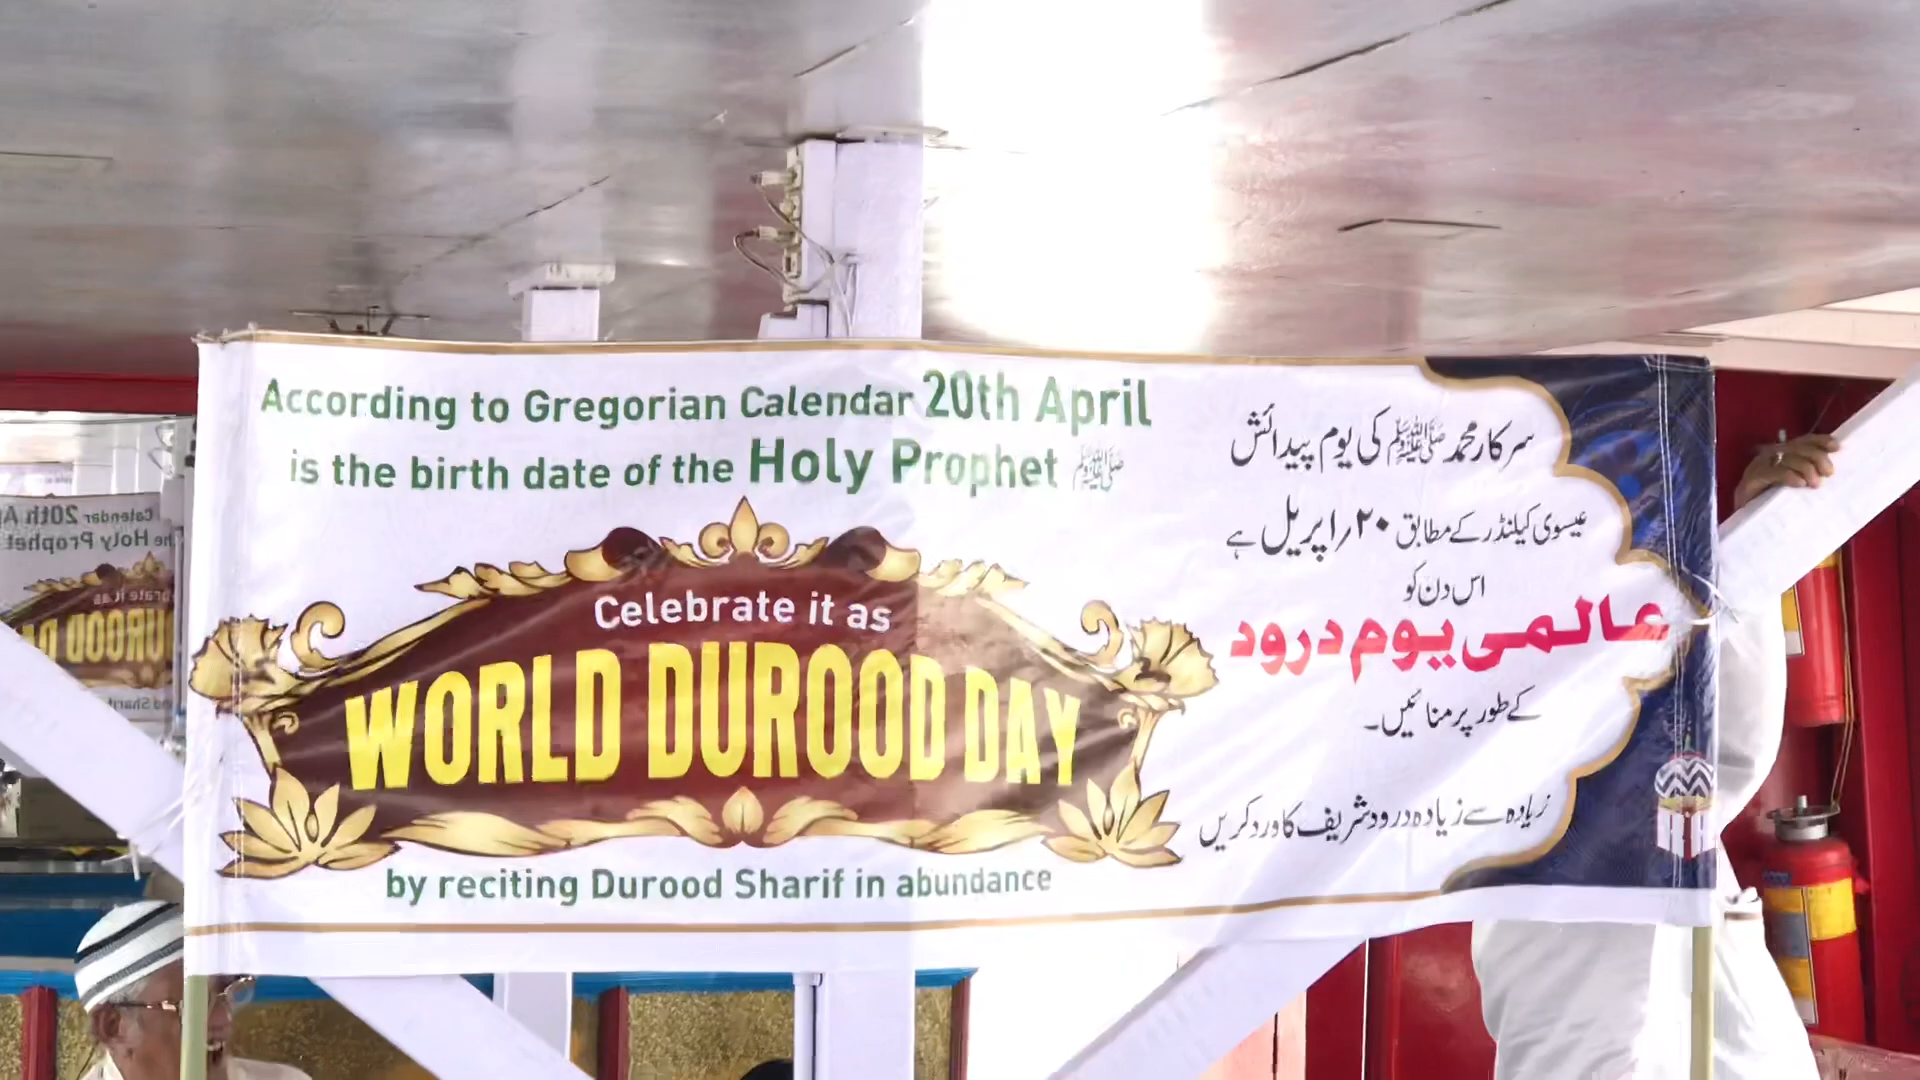 According to Gregorian Calendar 20th April
is the birth date of the Holy Prophet ﷺ
Celebrate it as
WORLD DUROOD DAY
by reciting Durood Sharif in abundance
سرکار محمد ﷺ کی یوم پیدائش
عیسوی کیلنڈر کے مطابق ۲۰؍اپریل ہے
اس دن کو
عالمی یوم درود
کے طور پر منائیں۔
زیادہ سے زیادہ درود شریف کا ورد کریں